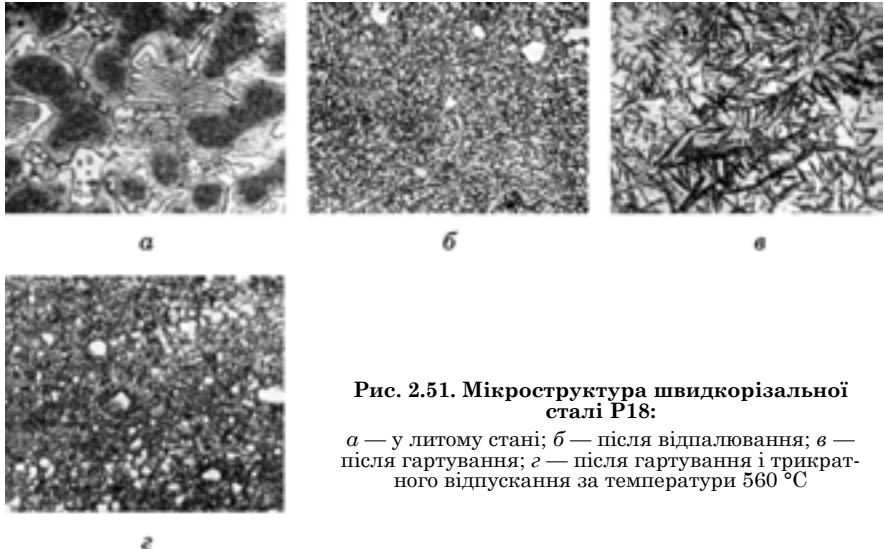 а
б
в
г
Рис. 2.51. Мікроструктура швидкорізальної
сталі Р18:
а — у литому стані; б — після відпалювання; в —
після гартування; г — після гартування і трикрат-
ного відпускання за температури 560 °С